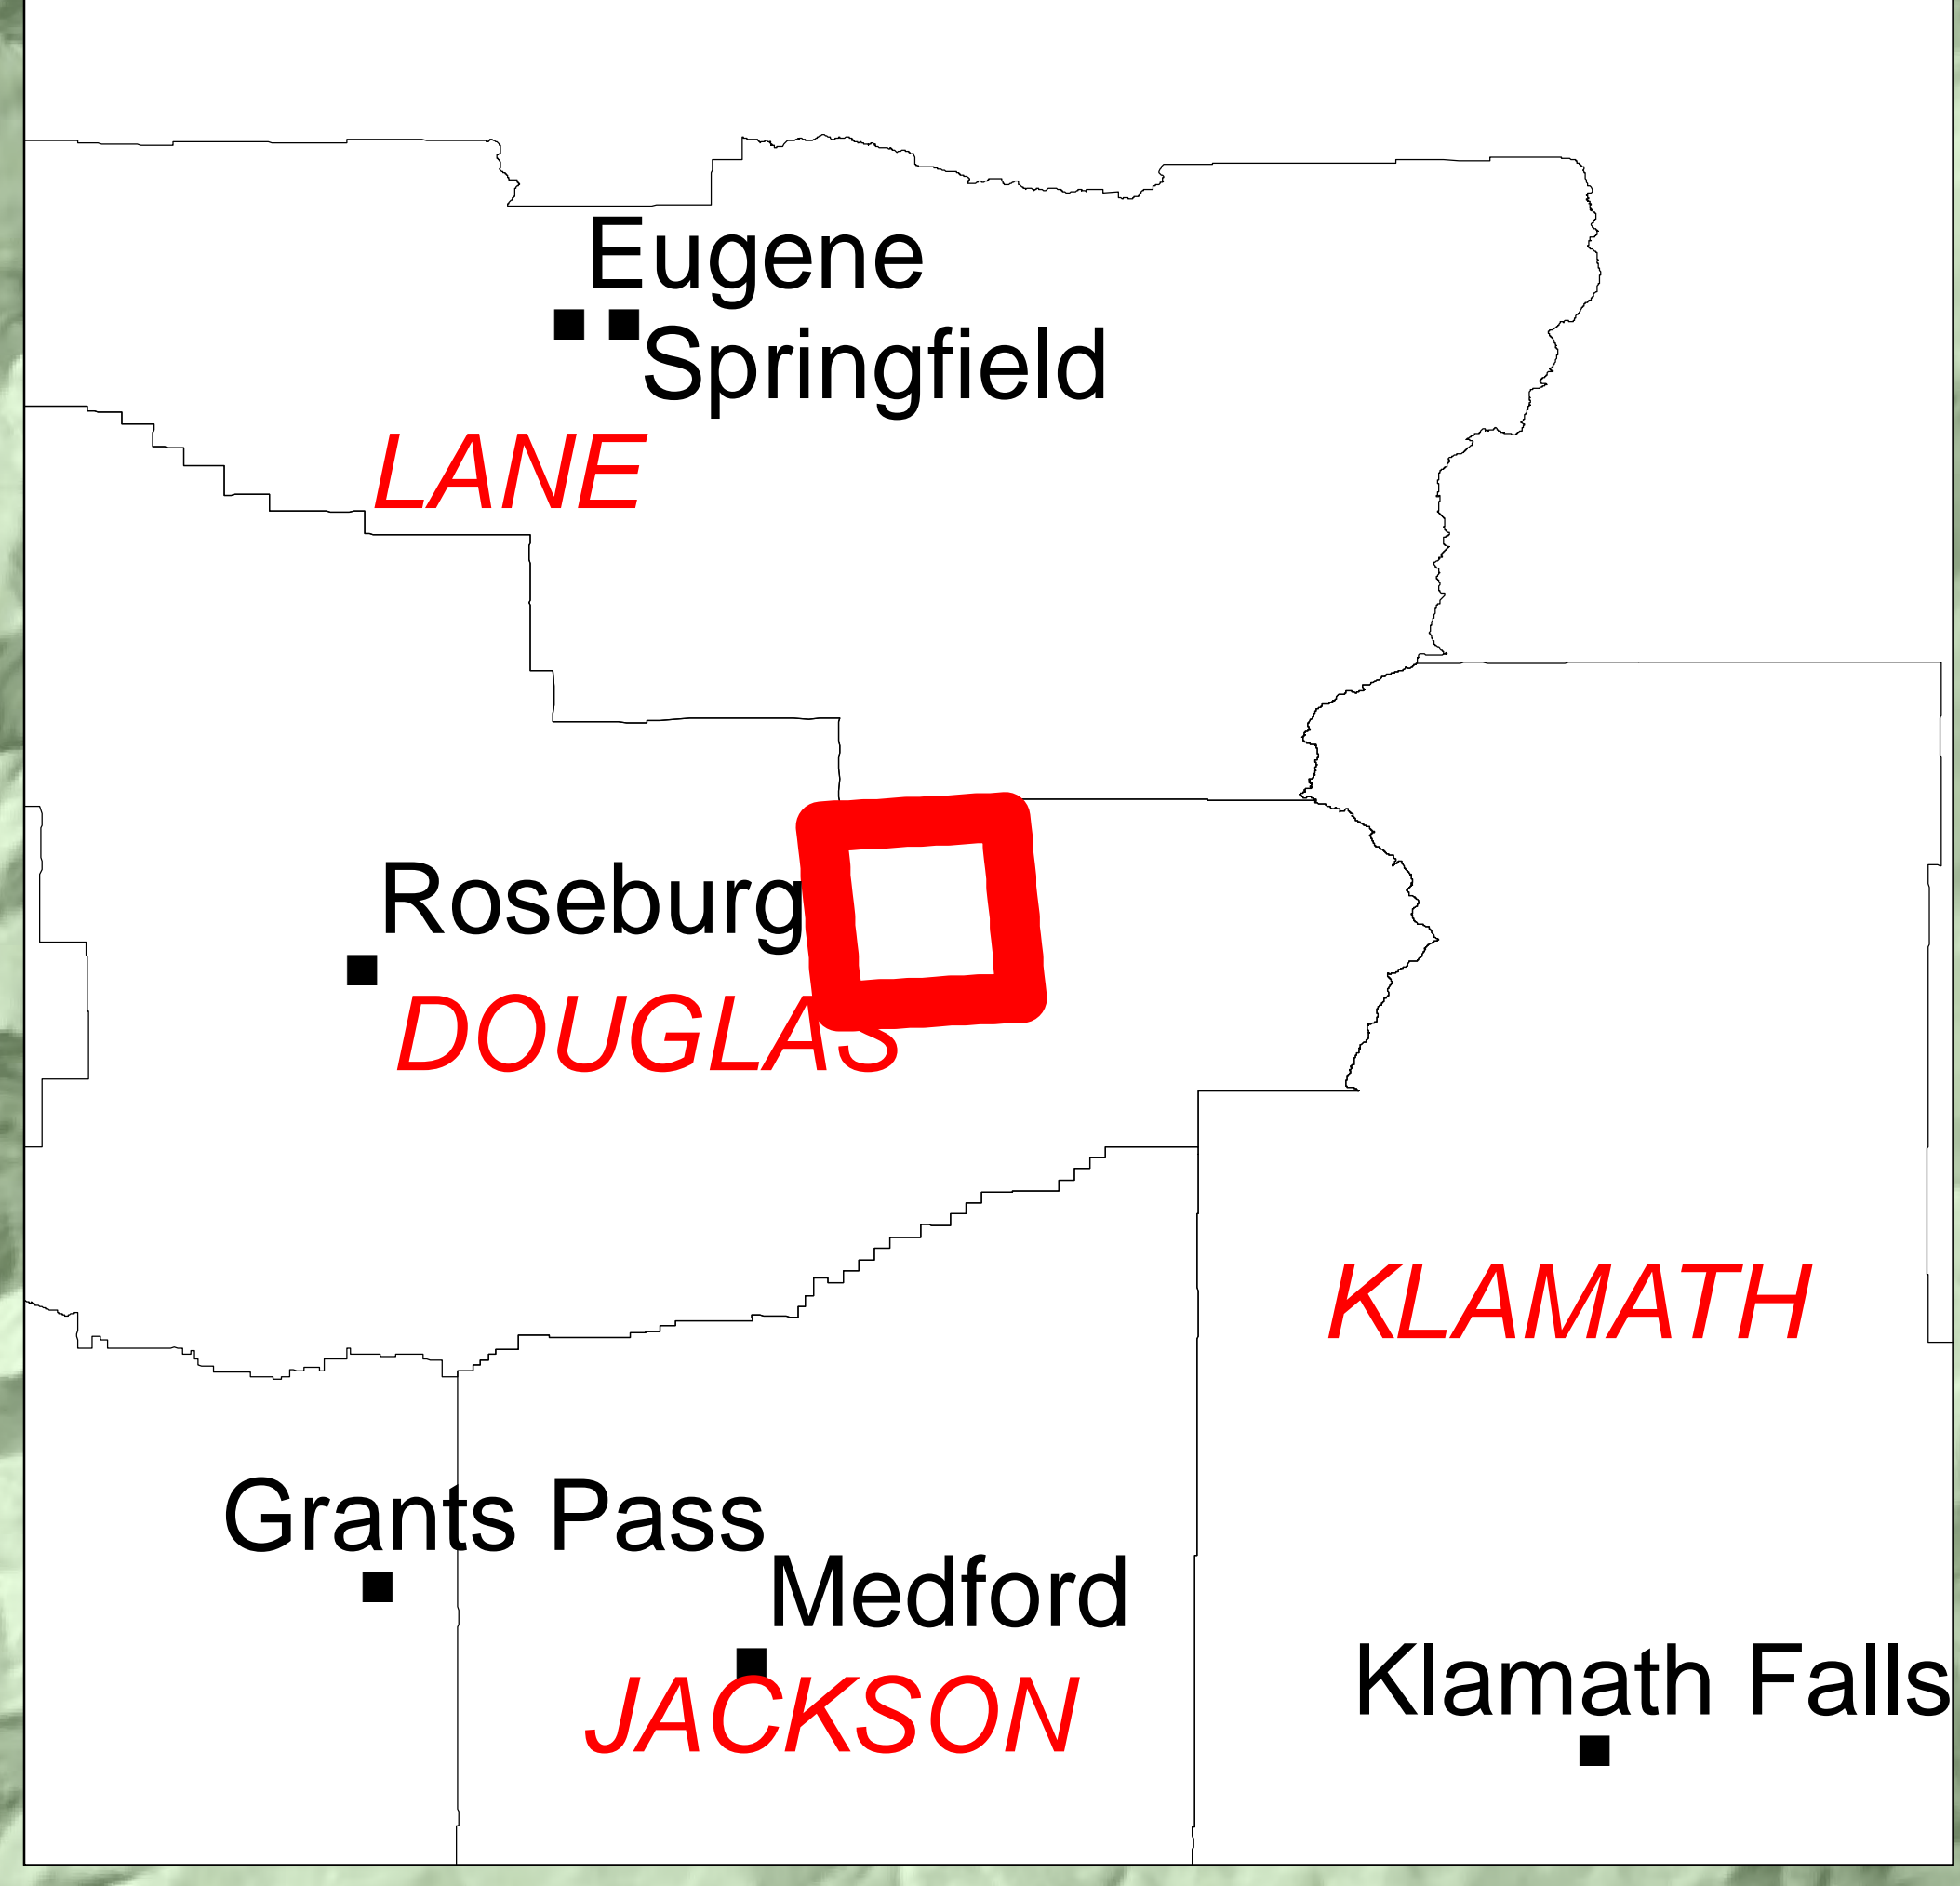 Eugene
Springfield
LANE
Roseburg
DOUGLAS
KLAMATH
Grants Pass
Medford
Klamath Falls
JACKSON